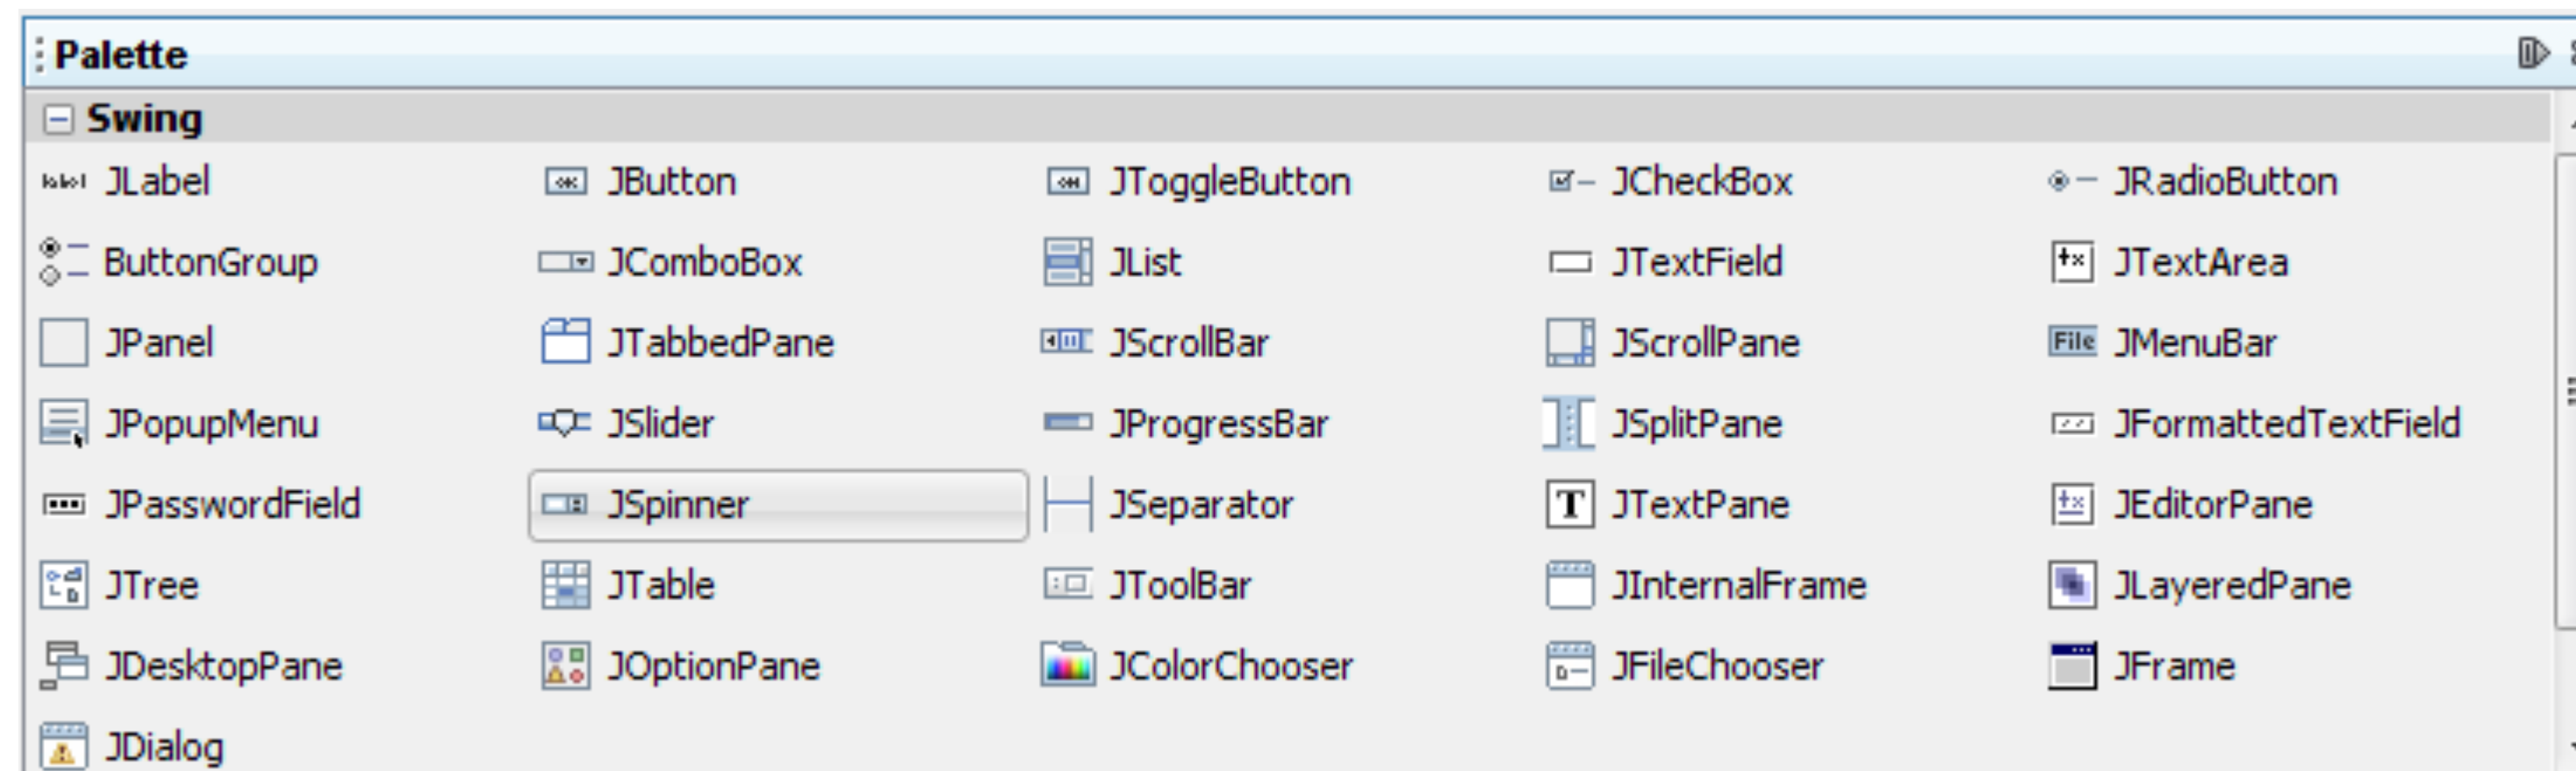 Palette
Swing
JLabel JButton JToggleButton JCheckBox JRadioButton
ButtonGroup JComboBox JList JTextField JTextArea
JPanel JTabbedPane JScrollBar JScrollPane File JMenuBar
JPopupMenu JSlider JProgressBar JSplitPane JFormattedTextField
JPasswordField JSpinner JSeparator T JTextPane JEditorPane
JTree JTable JToolBar JInternalFrame JLayeredPane
JDesktopPane JOptionPane JColorChooser JFileChooser JFrame
JDialog